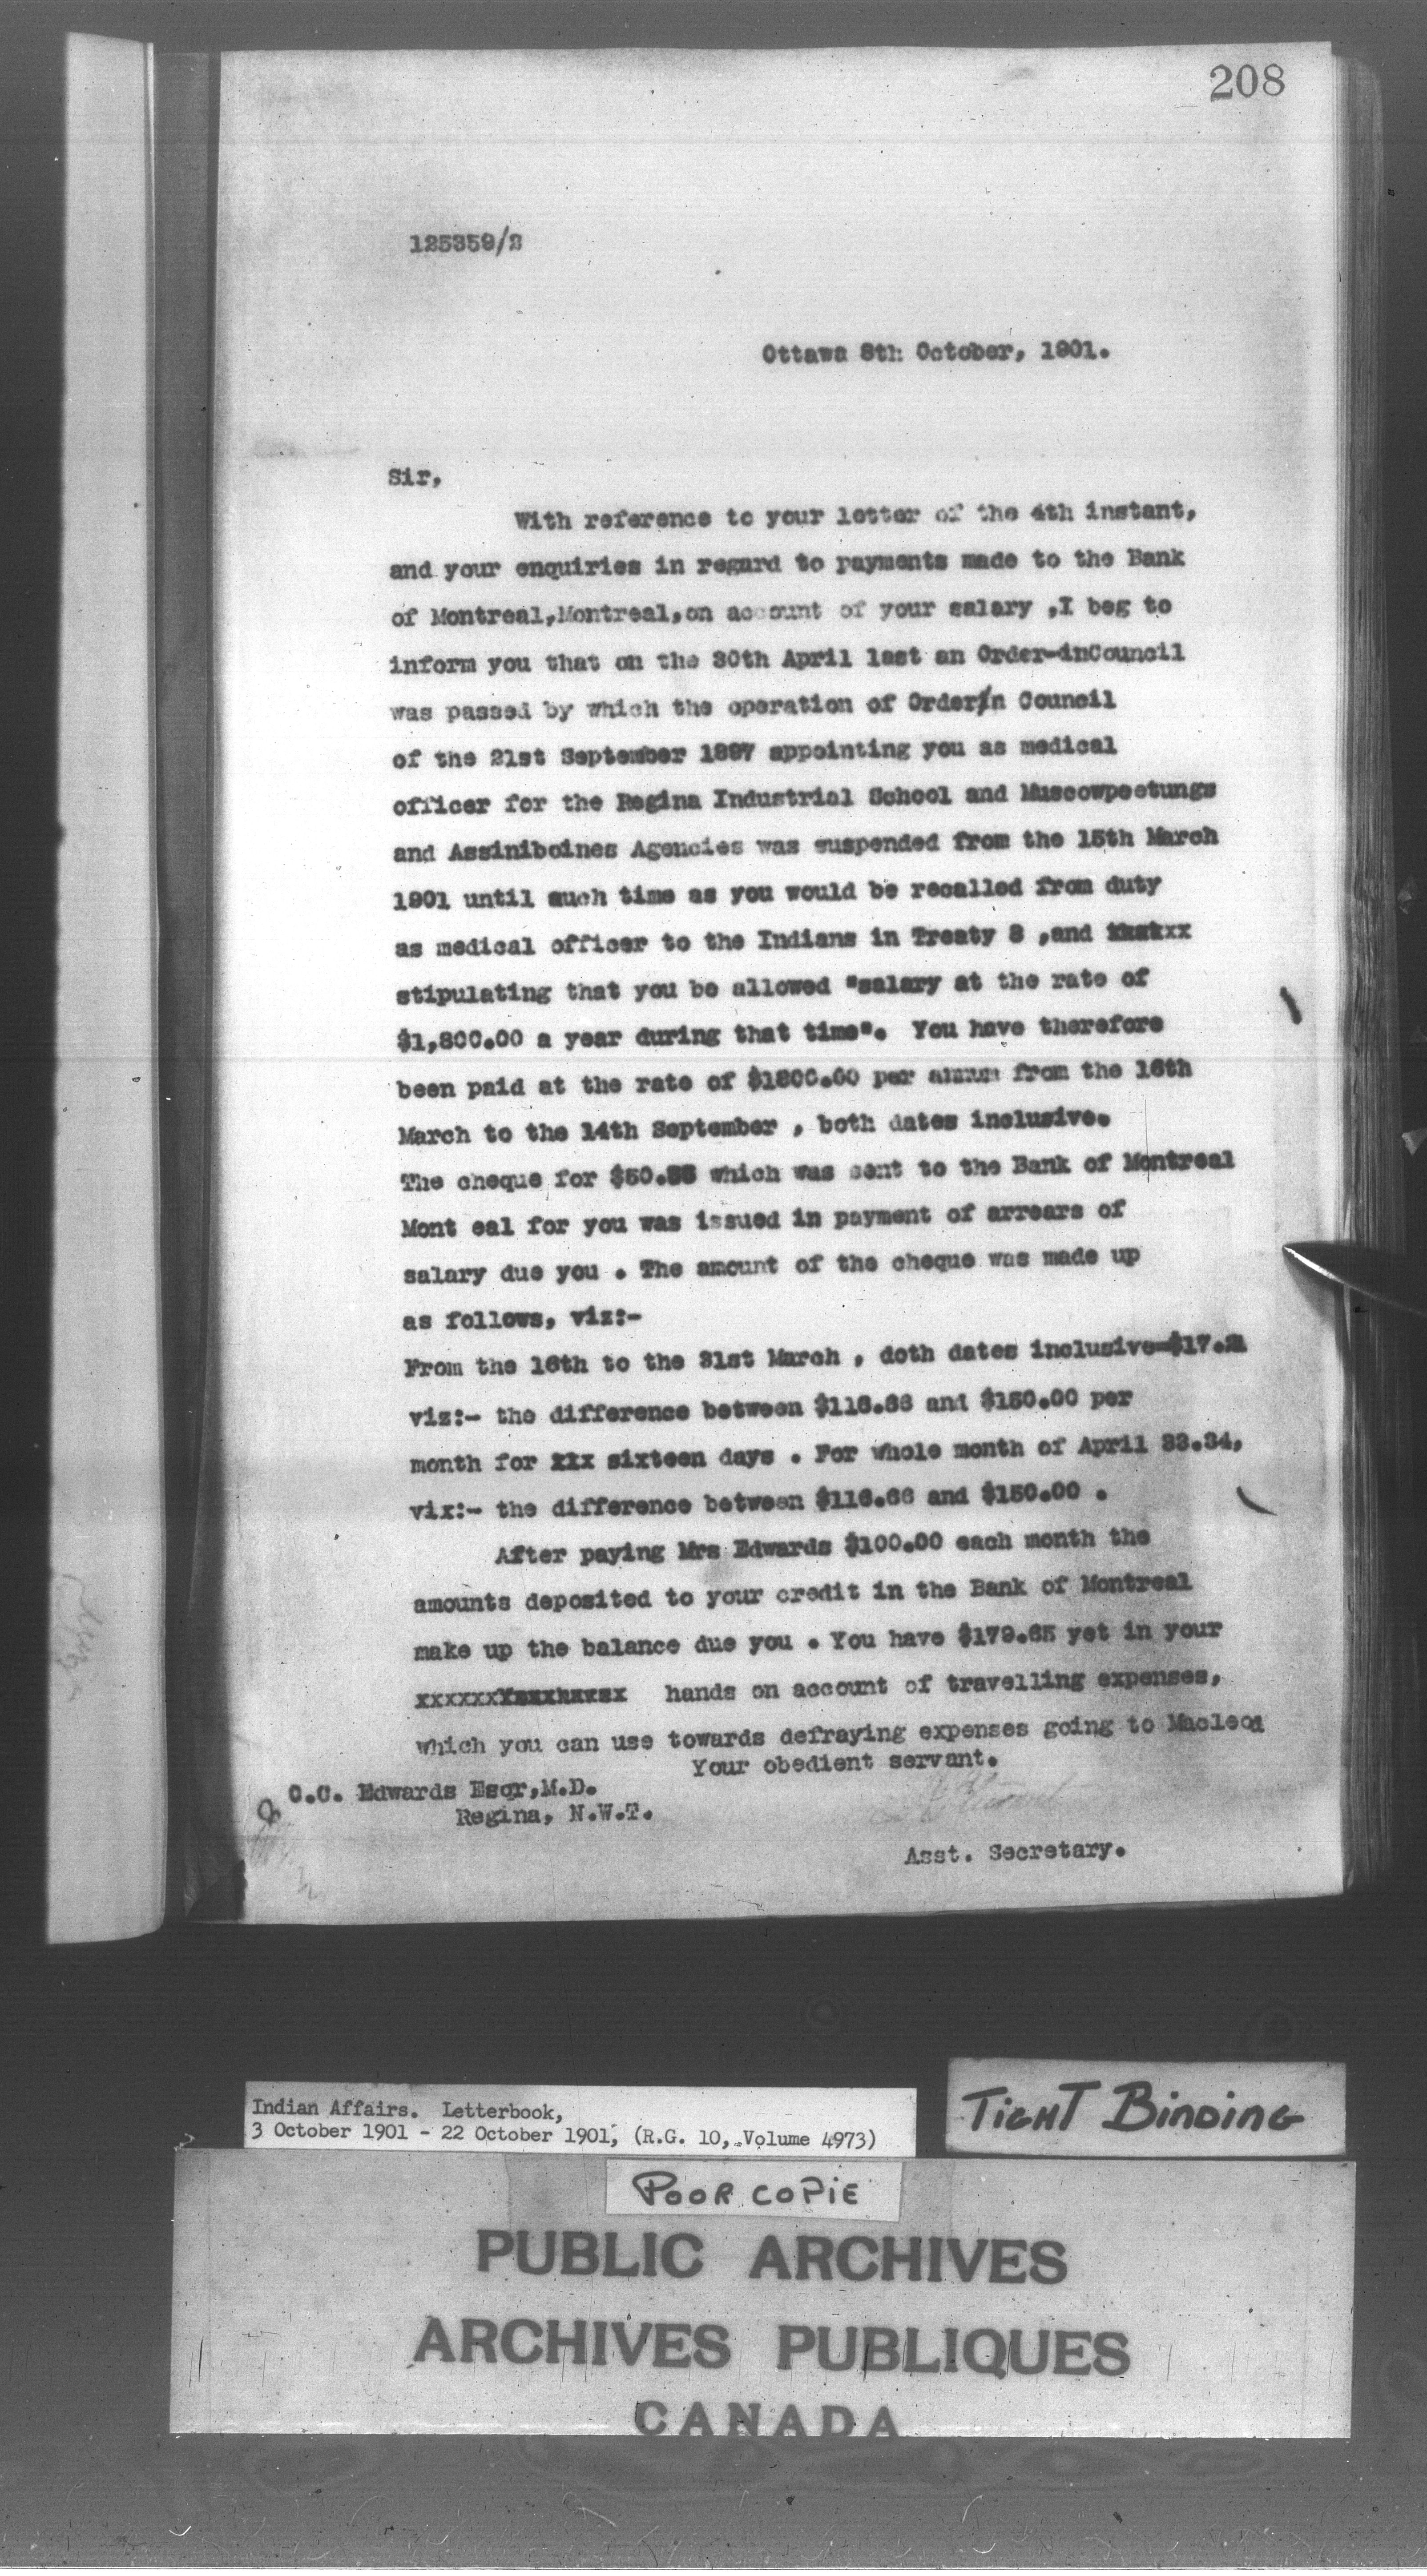 208
125359/2
Ottawa 8th October, 1901.
Sir,
With reference to your letter of the 4th instant,
and your enquiries in regard to payments made to the Bank
of Montreal,Montreal,on account of your salary ,I beg to
inform you that on the 30th April last an Order-inCouncil
was passed by which the operation of Order/in Council
of the 21st September 1897 appointing you as medical
officer for the Regina Industrial School and Muscowpeetungs
and Assiniboines Agencies was suspended from the 15th March
1901 until such time as you would be recalled from duty
as medical officer to the Indians in Treaty 8 ,and
stipulating that you be allowed "salary at the rate of
$1,800.00 a year during that time". You have therefore
been paid at the rate of $1800.00 per annum from the 16th
March to the 14th September , both dates inclusive.
The cheque for $50. which was sent to the Bank of Montreal
Mont eal for you was issued in payment of arrears of
salary due you . The amount of the cheque was made up
as follows, viz:-
From the 16th to the 31st March , doth dates inclusive=$17.21
viz:- the difference between $116.66 and $150.00 per
month for xxx sixteen days . For whole month of April 33.34,
vix:- the difference between $116.66 and $150.00 .
After paying Mrs Edwards $100.00 each month the
amounts deposited to your credit in the Bank of Montreal
make up the balance due you . You have $179.65 yet in your
hands on account of travelling expenses,
which you can use towards defraying expenses going to Macleod
Your obedient servant.
C.C. Edwards Esqr,M.D.
Regina, N.W.T.
Asst. Secretary.
Indian Affairs. Letterbook,
3 October 1901 - 22 October 1901, (R.G. 10, Volume 4973)
TIGHT BINDING
POOR COPIE
PUBLIC ARCHIVES
ARCHIVES PUBLIQUES
CANADA